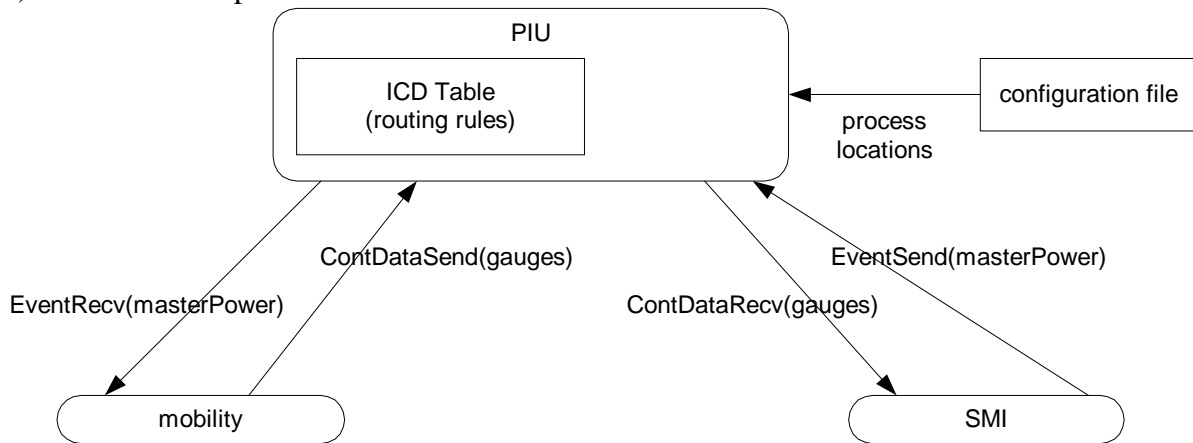 PIU
ICD Table
(routing rules)
configuration file
process
locations
ContDataSend(gauges)
EventSend(masterPower)
EventRecv(masterPower)
ContDataRecv(gauges)
mobility
SMI